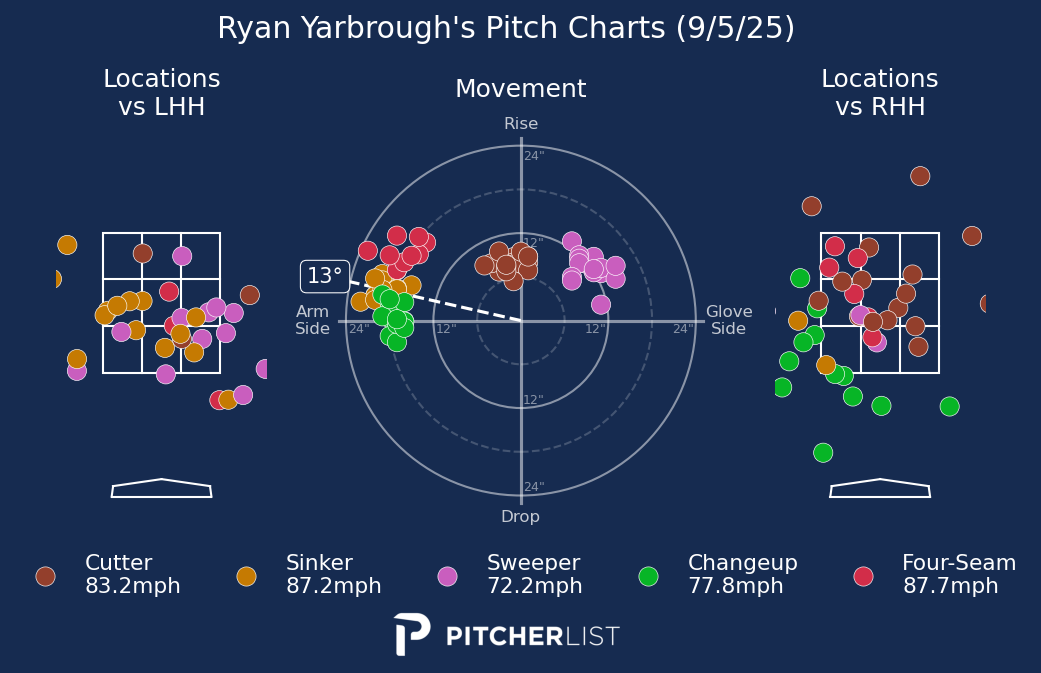 Ryan Yarbrough's Pitch Charts (9/5/25)
Locations
vs LHH
Movement
Locations
vs RHH
Rise
24"
12"
13°
Arm
Side
24"
12"
12"
24"
Glove
Side
12"
24"
Drop
Cutter
83.2mph
Sinker
87.2mph
Sweeper
72.2mph
Changeup
77.8mph
Four-Seam
87.7mph
PITCHERLIST